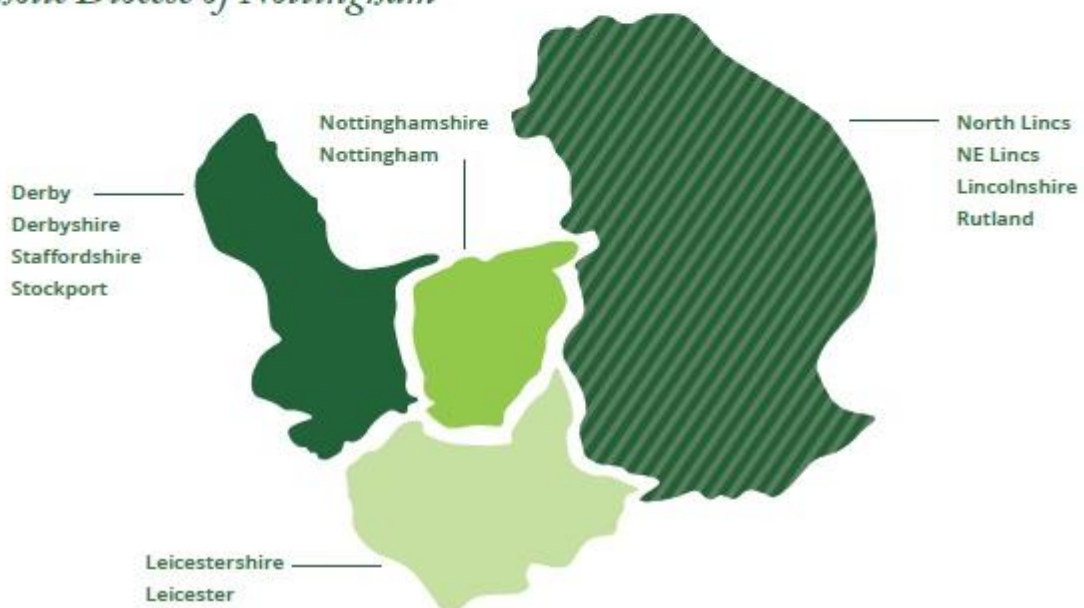 Diocese of Nottingham
Nottinghamshire
Nottingham
North Lincs
NE Lincs
Lincolnshire
Rutland
Derby
Derbyshire
Staffordshire
Stockport
Leicestershire
Leicester